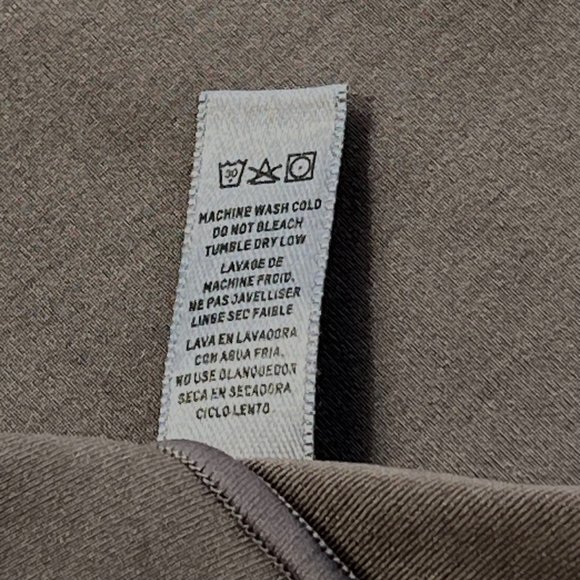 30
MACHINE WASH COLD
DO NOT BLEACH
TUMBLE DRY LOW
LAVAGE DE
MACHINE FROID.
NE PAS JAVELLISER
LINGE SEC FAIBLE
LAVA EN LAVADORA
CON AGUA FRIA.
NO USE BLANQUEDOR
SECA EN SECADORA
CICLO LENTO